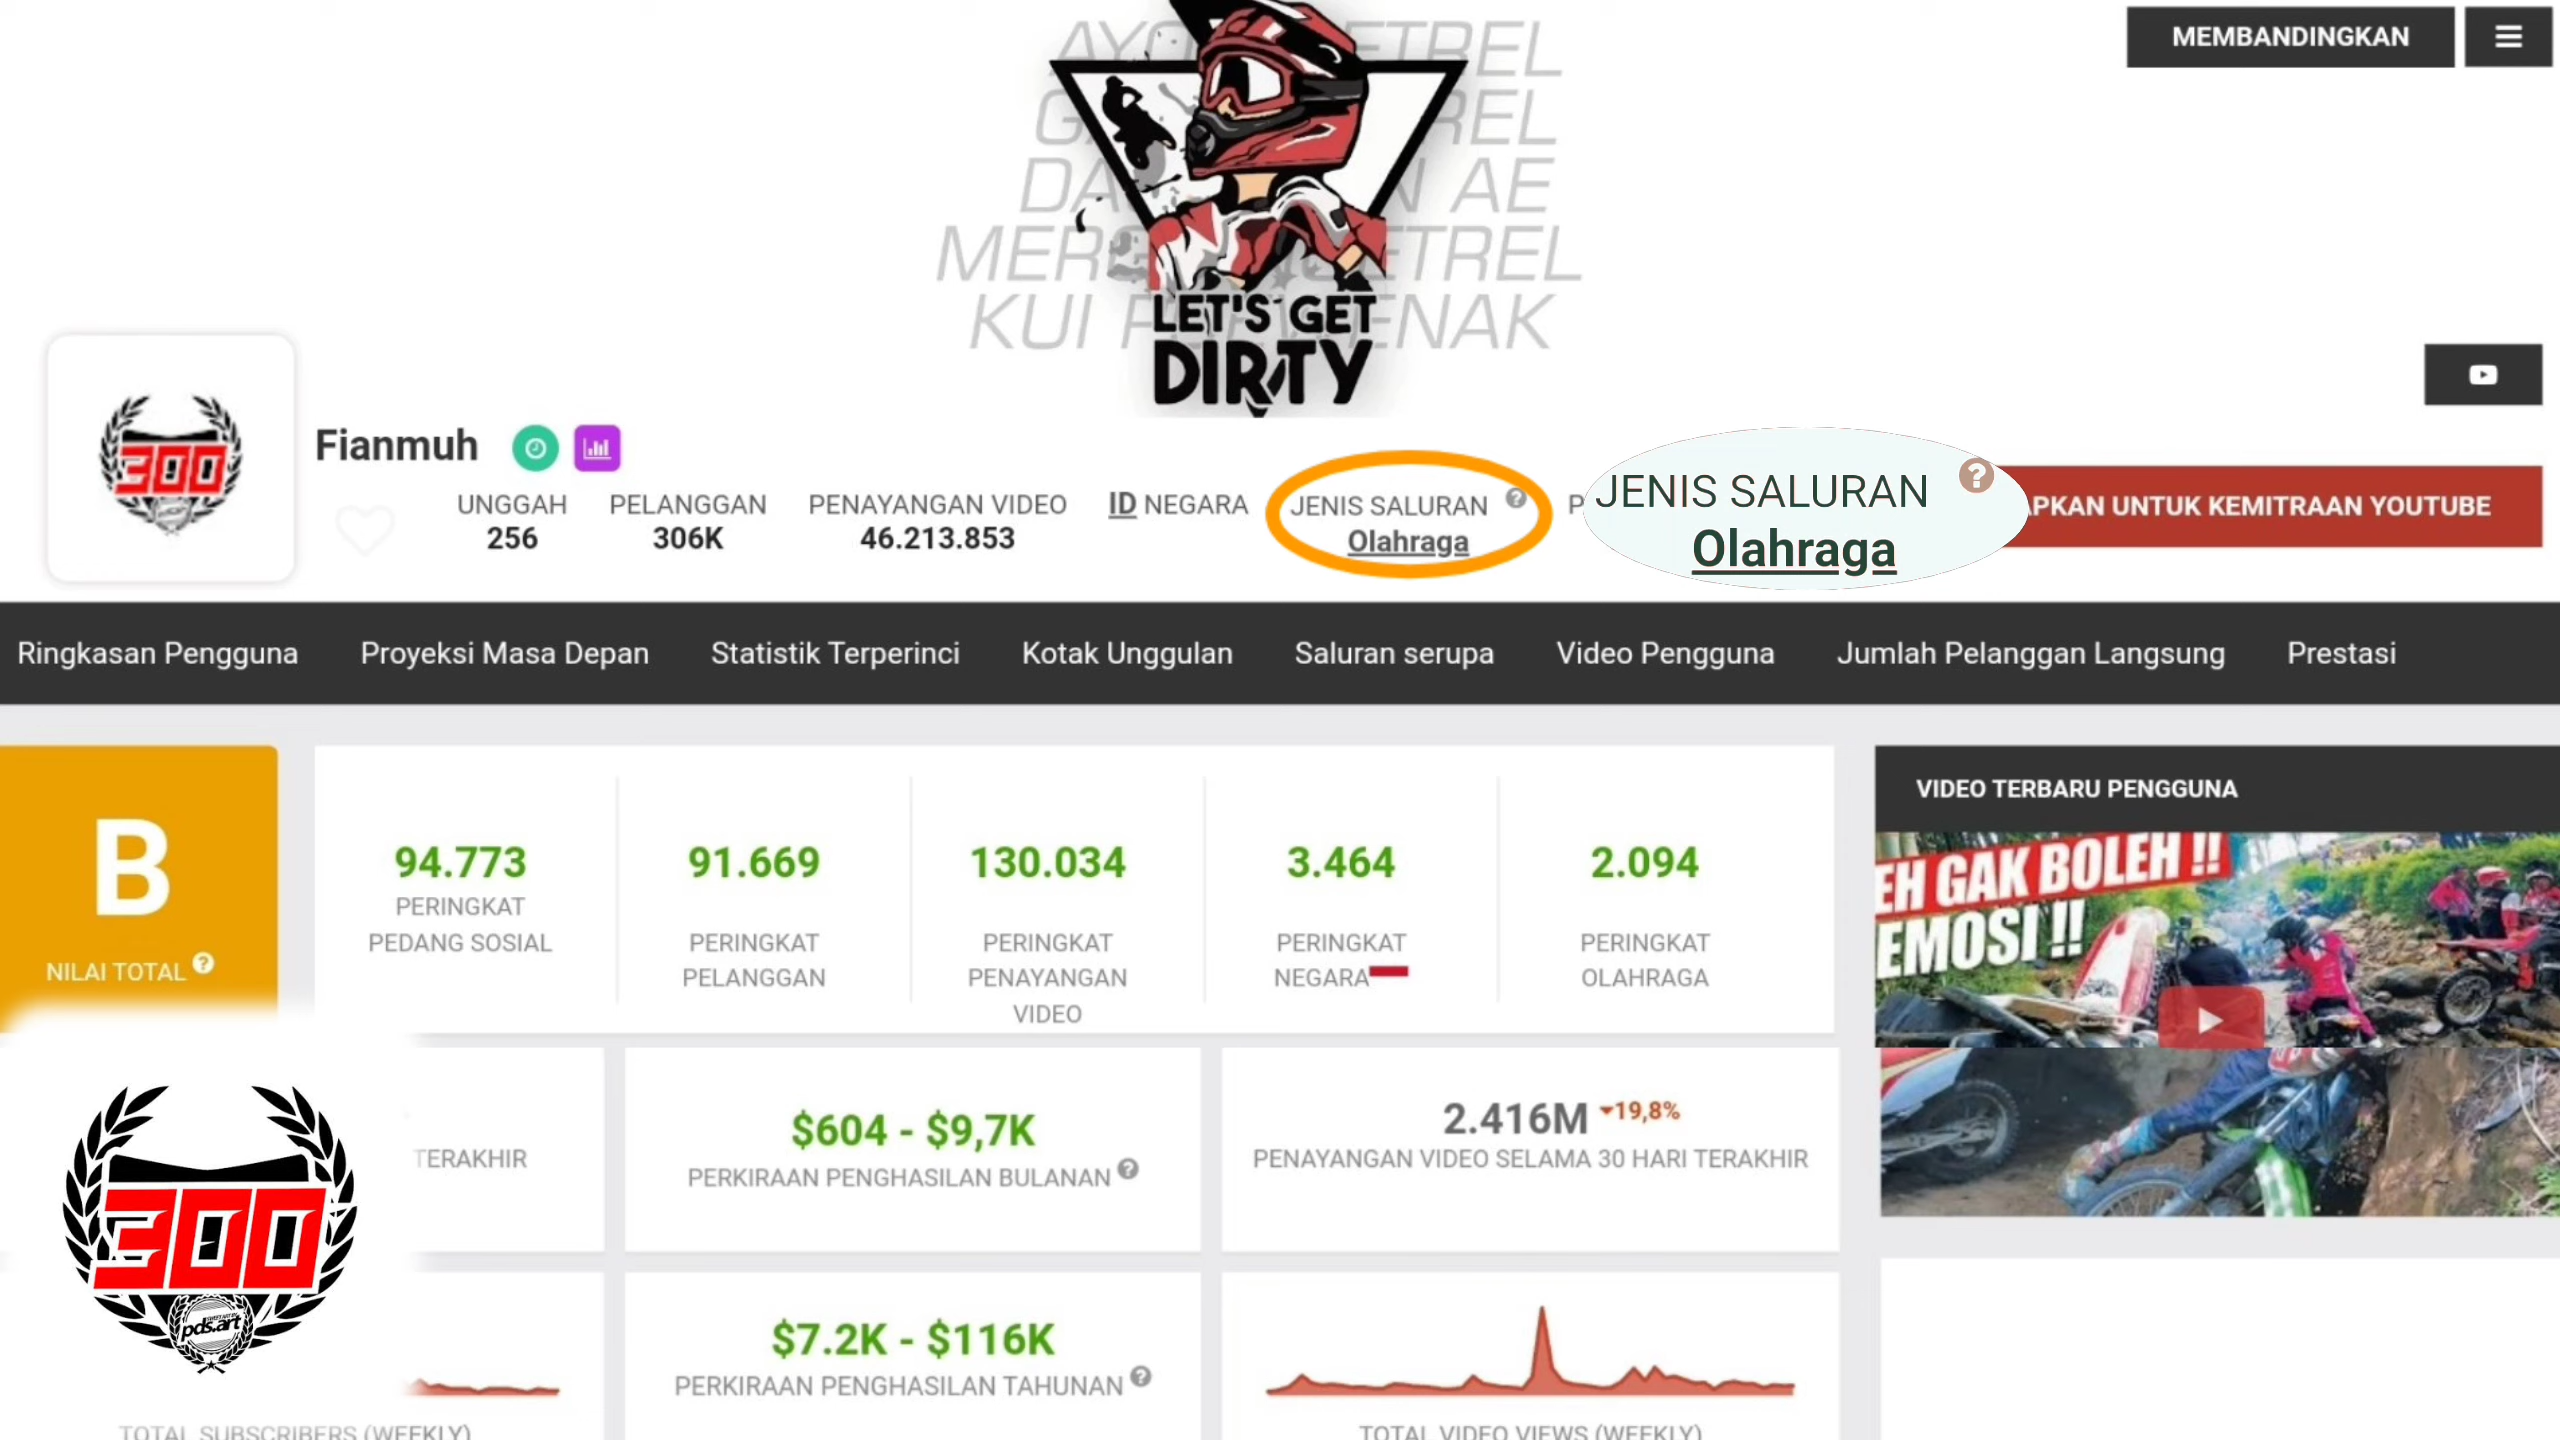 MEMBANDINGKAN
LET'S GET
DIRTY
300
Fianmuh
UNGGAH
256
PELANGGAN
306K
PENAYANGAN VIDEO
46.213.853
ID NEGARA
JENIS SALURAN
Olahraga
P
JENIS SALURAN
Olahraga
APKAN UNTUK KEMITRAAN YOUTUBE
Ringkasan Pengguna
Proyeksi Masa Depan
Statistik Terperinci
Kotak Unggulan
Saluran serupa
Video Pengguna
Jumlah Pelanggan Langsung
Prestasi
B
NILAI TOTAL
94.773
PERINGKAT
PEDANG SOSIAL
91.669
PERINGKAT
PELANGGAN
130.034
PERINGKAT
PENAYANGAN
VIDEO
3.464
PERINGKAT
NEGARA
2.094
PERINGKAT
OLAHRAGA
VIDEO TERBARU PENGGUNA
EH GAK BOLEH !!
EMOSI !!
TERAKHIR
$604 - $9,7K
PERKIRAAN PENGHASILAN BULANAN
2.416M 19,8%
PENAYANGAN VIDEO SELAMA 30 HARI TERAKHIR
300
pds.art
$7.2K - $116K
PERKIRAAN PENGHASILAN TAHUNAN
TOTAL SUBSCRIBERS (WEEKLY)
TOTAL VIDEO VIEWS (WEEKLY)